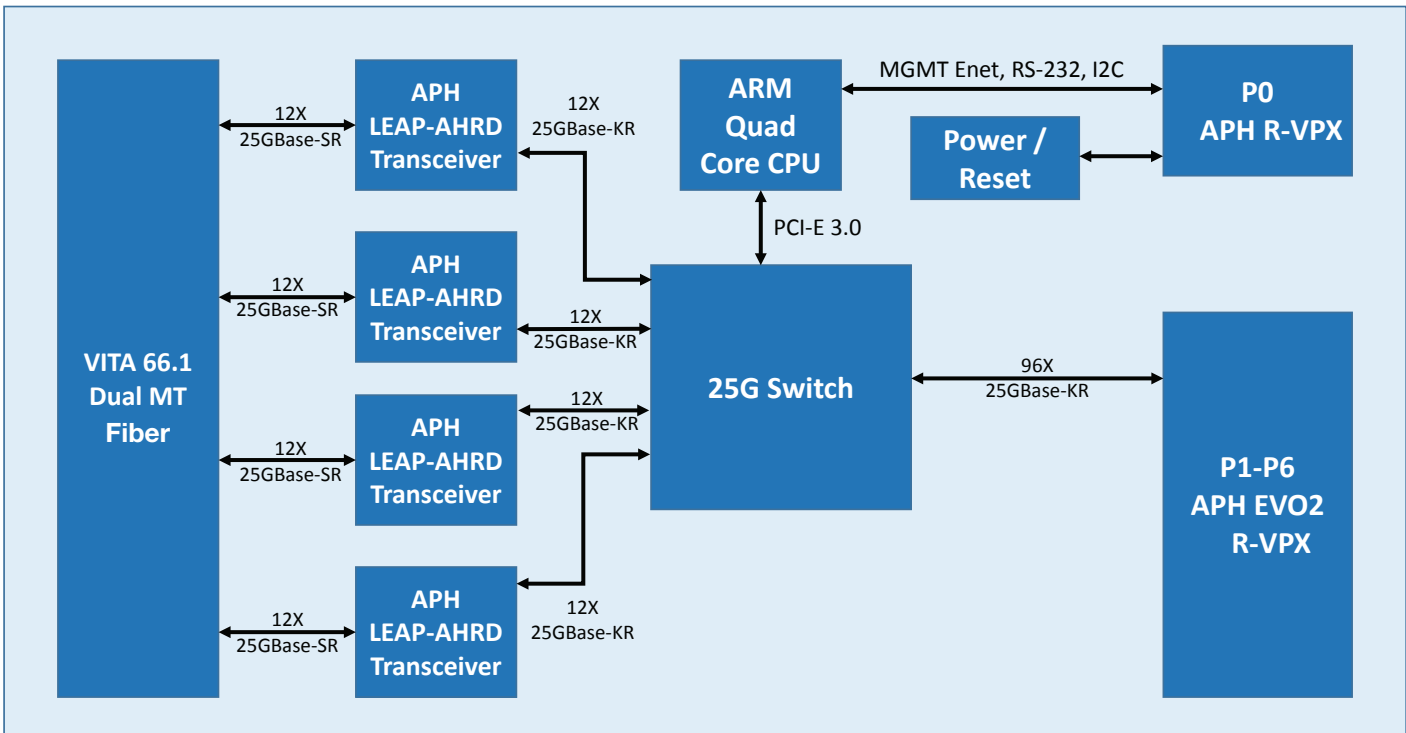 VITA 66.1
Dual MT
Fiber
12X
25GBase-SR
APH
LEAP-AHRD
Transceiver
12X
25GBase-KR
12X
25GBase-SR
APH
LEAP-AHRD
Transceiver
12X
25GBase-KR
12X
25GBase-SR
APH
LEAP-AHRD
Transceiver
12X
25GBase-KR
12X
25GBase-SR
APH
LEAP-AHRD
Transceiver
12X
25GBase-KR
ARM
Quad
Core CPU
MGMT Enet, RS-232, I2C
P0
APH R-VPX
Power /
Reset
PCI-E 3.0
25G Switch
96X
25GBase-KR
P1-P6
APH EVO2
R-VPX